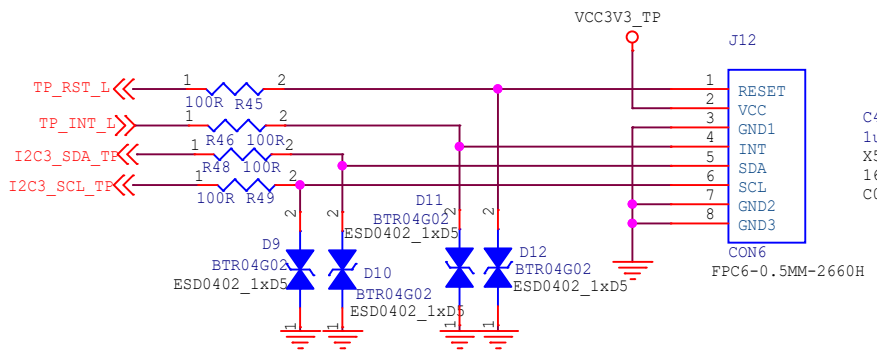 VCC3V3_TP
J12
TP_RST_L
1
2
100R
R45
1
RESET
2
VCC
TP_INT_L
1
2
R46
100R
3
GND1
4
INT
I2C3_SDA_TP
1
2
R48
100R
5
SDA
I2C3_SCL_TP
1
2
100R
R49
6
SCL
7
GND2
8
GND3
CON6
FPC6-0.5MM-2660H
2
D9
BTR04G02
ESD0402_1xD5
1
2
D10
BTR04G02
ESD0402_1xD5
1
2
D11
BTR04G02
ESD0402_1xD5
1
2
D12
BTR04G02
ESD0402_1xD5
1
C4
1u
X5
16